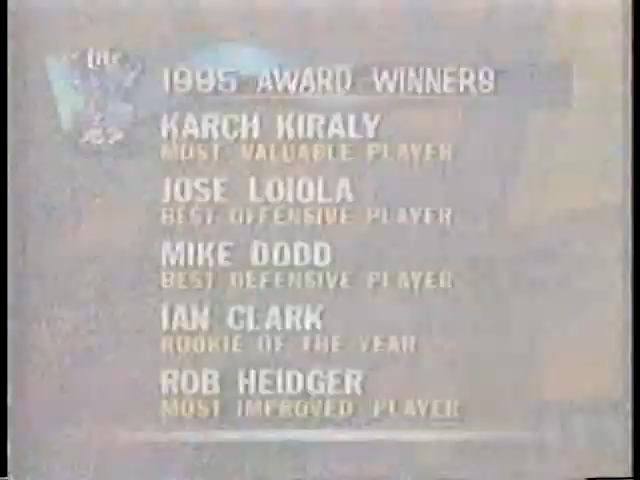 1995 AWARD WINNERS
KARCH KIRALY
MOST VALUABLE PLAYER
JOSE LOIOLA
BEST OFFENSIVE PLAYER
MIKE DODD
BEST DEFENSIVE PLAYER
IAN CLARK
ROOKIE OF THE YEAR
ROB HEIDGER
MOST IMPROVED PLAYER